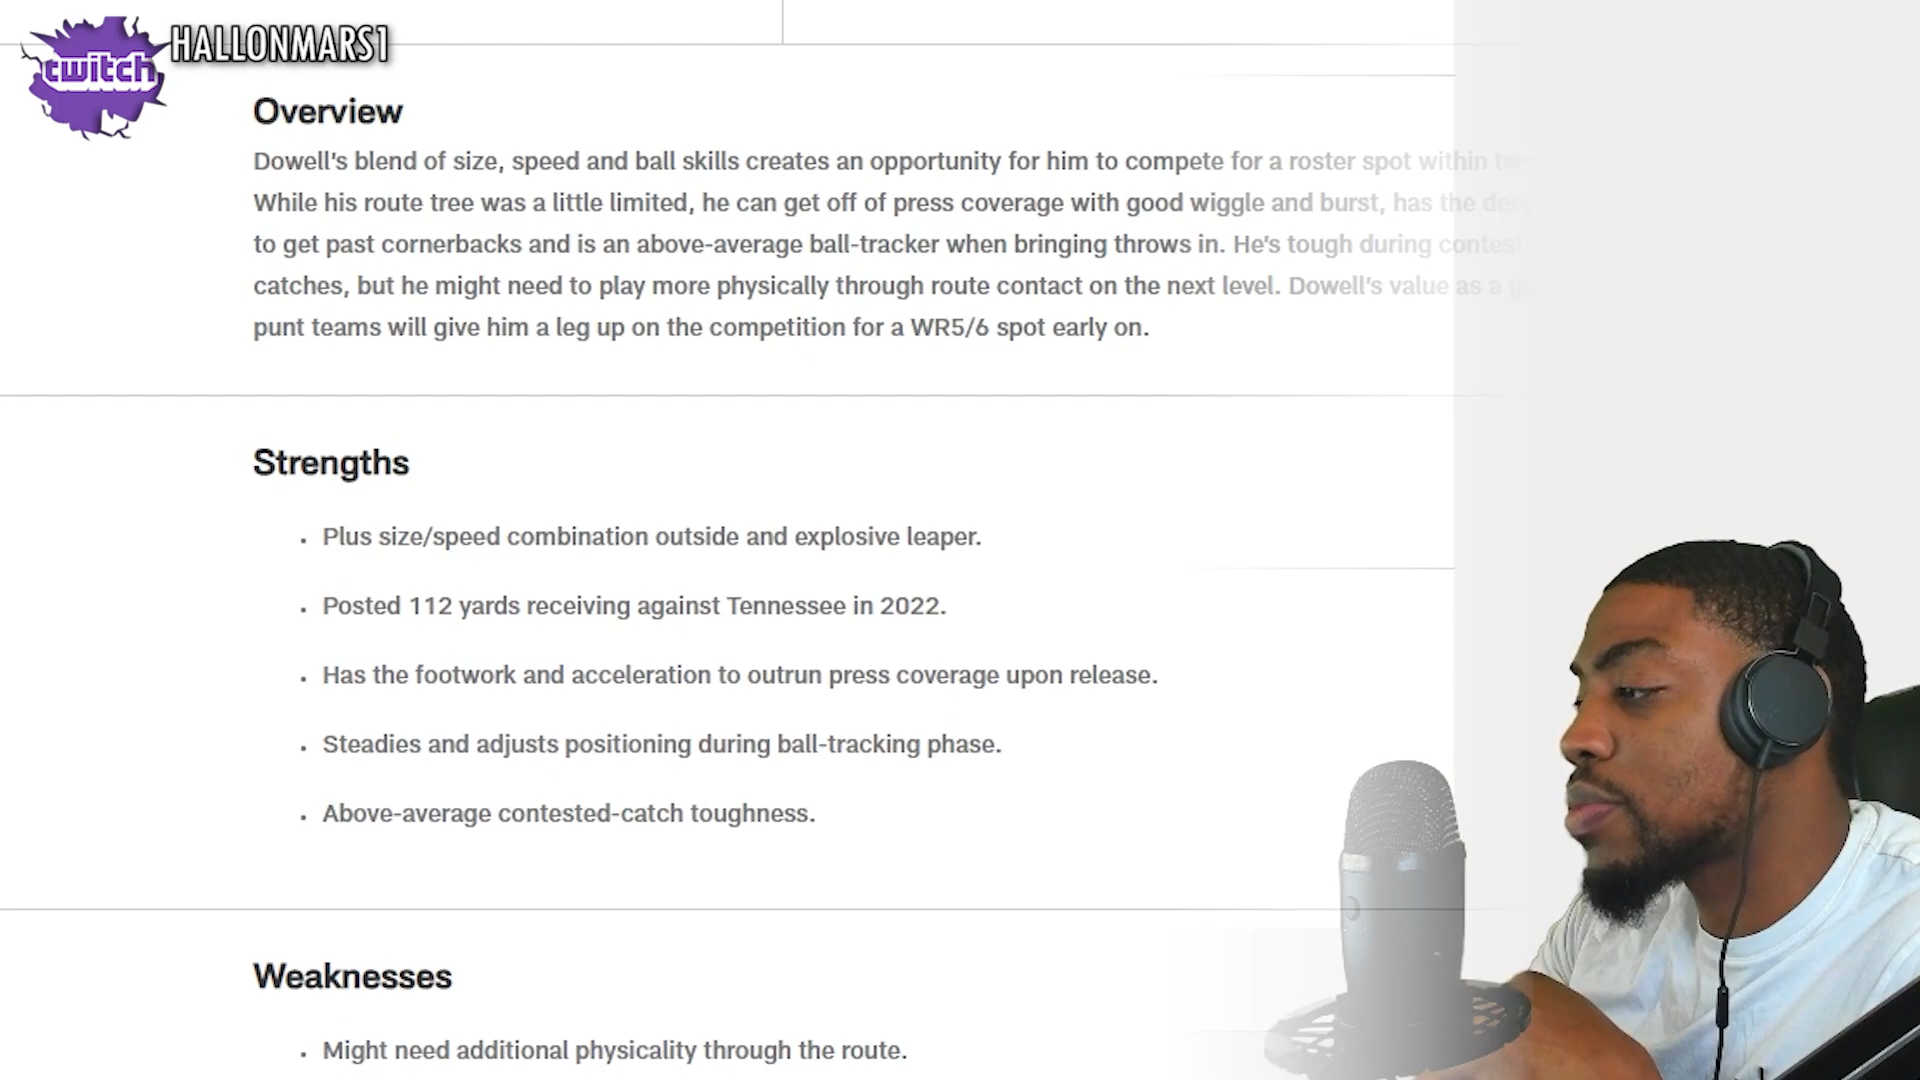 twitch HALLONMARS1
Overview
Dowell's blend of size, speed and ball skills creates an opportunity for him to compete for a roster spot within
While his route tree was a little limited, he can get off of press coverage with good wiggle and burst, has the
to get past cornerbacks and is an above-average ball-tracker when bringing throws in. He's tough during
catches, but he might need to play more physically through route contact on the next level. Dowell's value as a
punt teams will give him a leg up on the competition for a WR5/6 spot early on.
Strengths
• Plus size/speed combination outside and explosive leaper.
• Posted 112 yards receiving against Tennessee in 2022.
• Has the footwork and acceleration to outrun press coverage upon release.
• Steadies and adjusts positioning during ball-tracking phase.
• Above-average contested-catch toughness.
Weaknesses
• Might need additional physicality through the route.